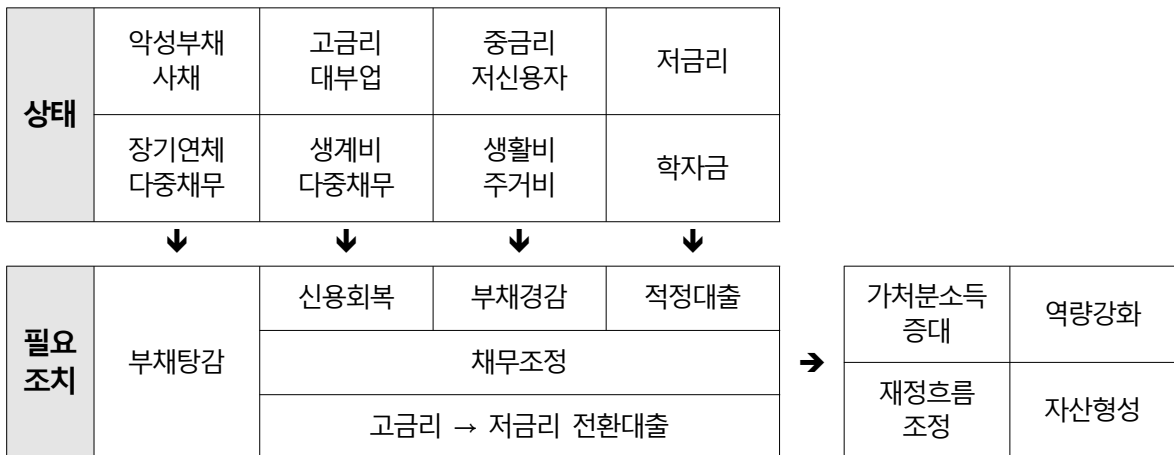 상태
악성부채
사채
고금리
대부업
중금리
저신용자
저금리
장기연체
다중채무
생계비
다중채무
생활비
주거비
학자금
필요
조치
부채탕감
신용회복
부채경감
적정대출
채무조정
고금리 → 저금리 전환대출
가처분소득
증대
역량강화
재정흐름
조정
자산형성